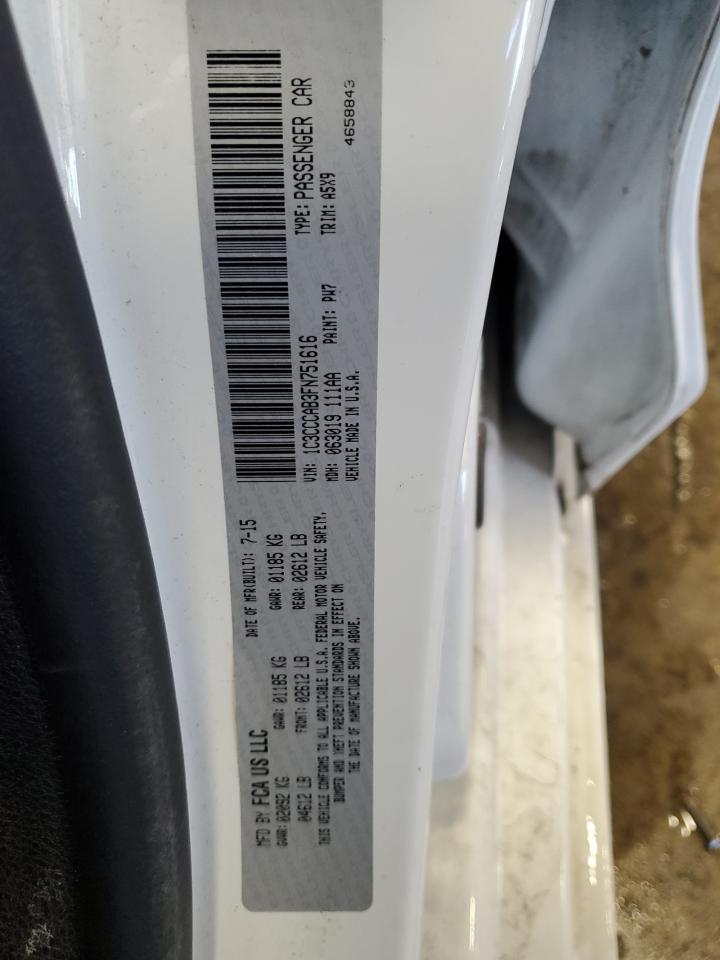 MFD BY FCA US LLC DATE OF MFR(BUILT): 7-15
GVWR: 02092 KG GAWR: 01185 KG GAWR: 01185 KG
04612 LB FRONT: 02612 LB REAR: 02612 LB
THIS VEHICLE CONFORMS TO ALL APPLICABLE U.S.A. FEDERAL MOTOR VEHICLE SAFETY,
BUMPER AND THEFT PREVENTION STANDARDS IN EFFECT ON
THE DATE OF MANUFACTURE SHOWN ABOVE.
VIN: 1C3CCCAB3FN751616 TYPE: PASSENGER CAR
MDH: 063019 111AA PAINT: PW7 TRIM: A5X9
VEHICLE MADE IN U.S.A. 4658843